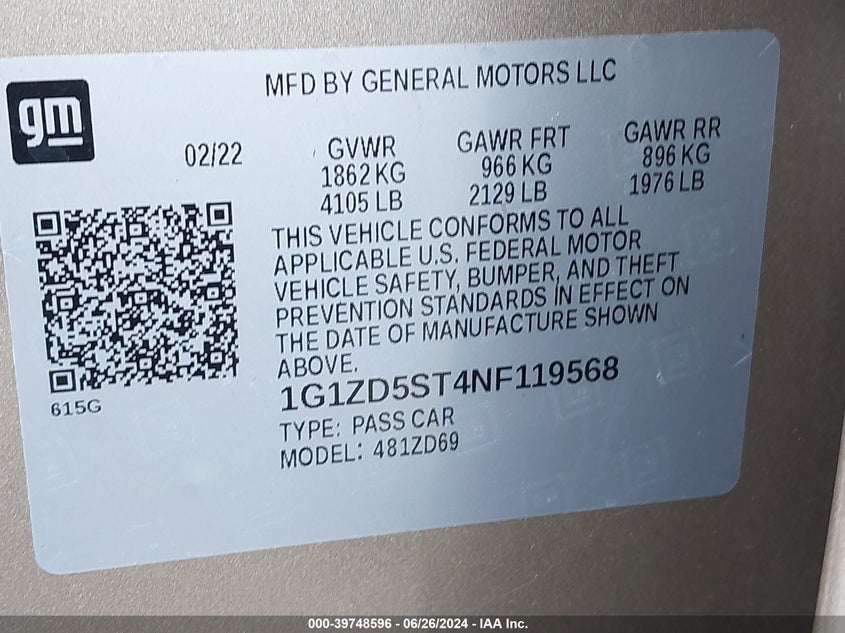 gm
MFD BY GENERAL MOTORS LLC
02/22
GVWR
1862 KG
4105 LB
GAWR FRT
966 KG
2129 LB
GAWR RR
896 KG
1976 LB
THIS VEHICLE CONFORMS TO ALL
APPLICABLE U.S. FEDERAL MOTOR
VEHICLE SAFETY, BUMPER, AND THEFT
PREVENTION STANDARDS IN EFFECT ON
THE DATE OF MANUFACTURE SHOWN
ABOVE.
1G1ZD5ST4NF119568
TYPE: PASS CAR
MODEL: 481ZD69
615G
000-39748596 - 06/26/2024 - IAA Inc.